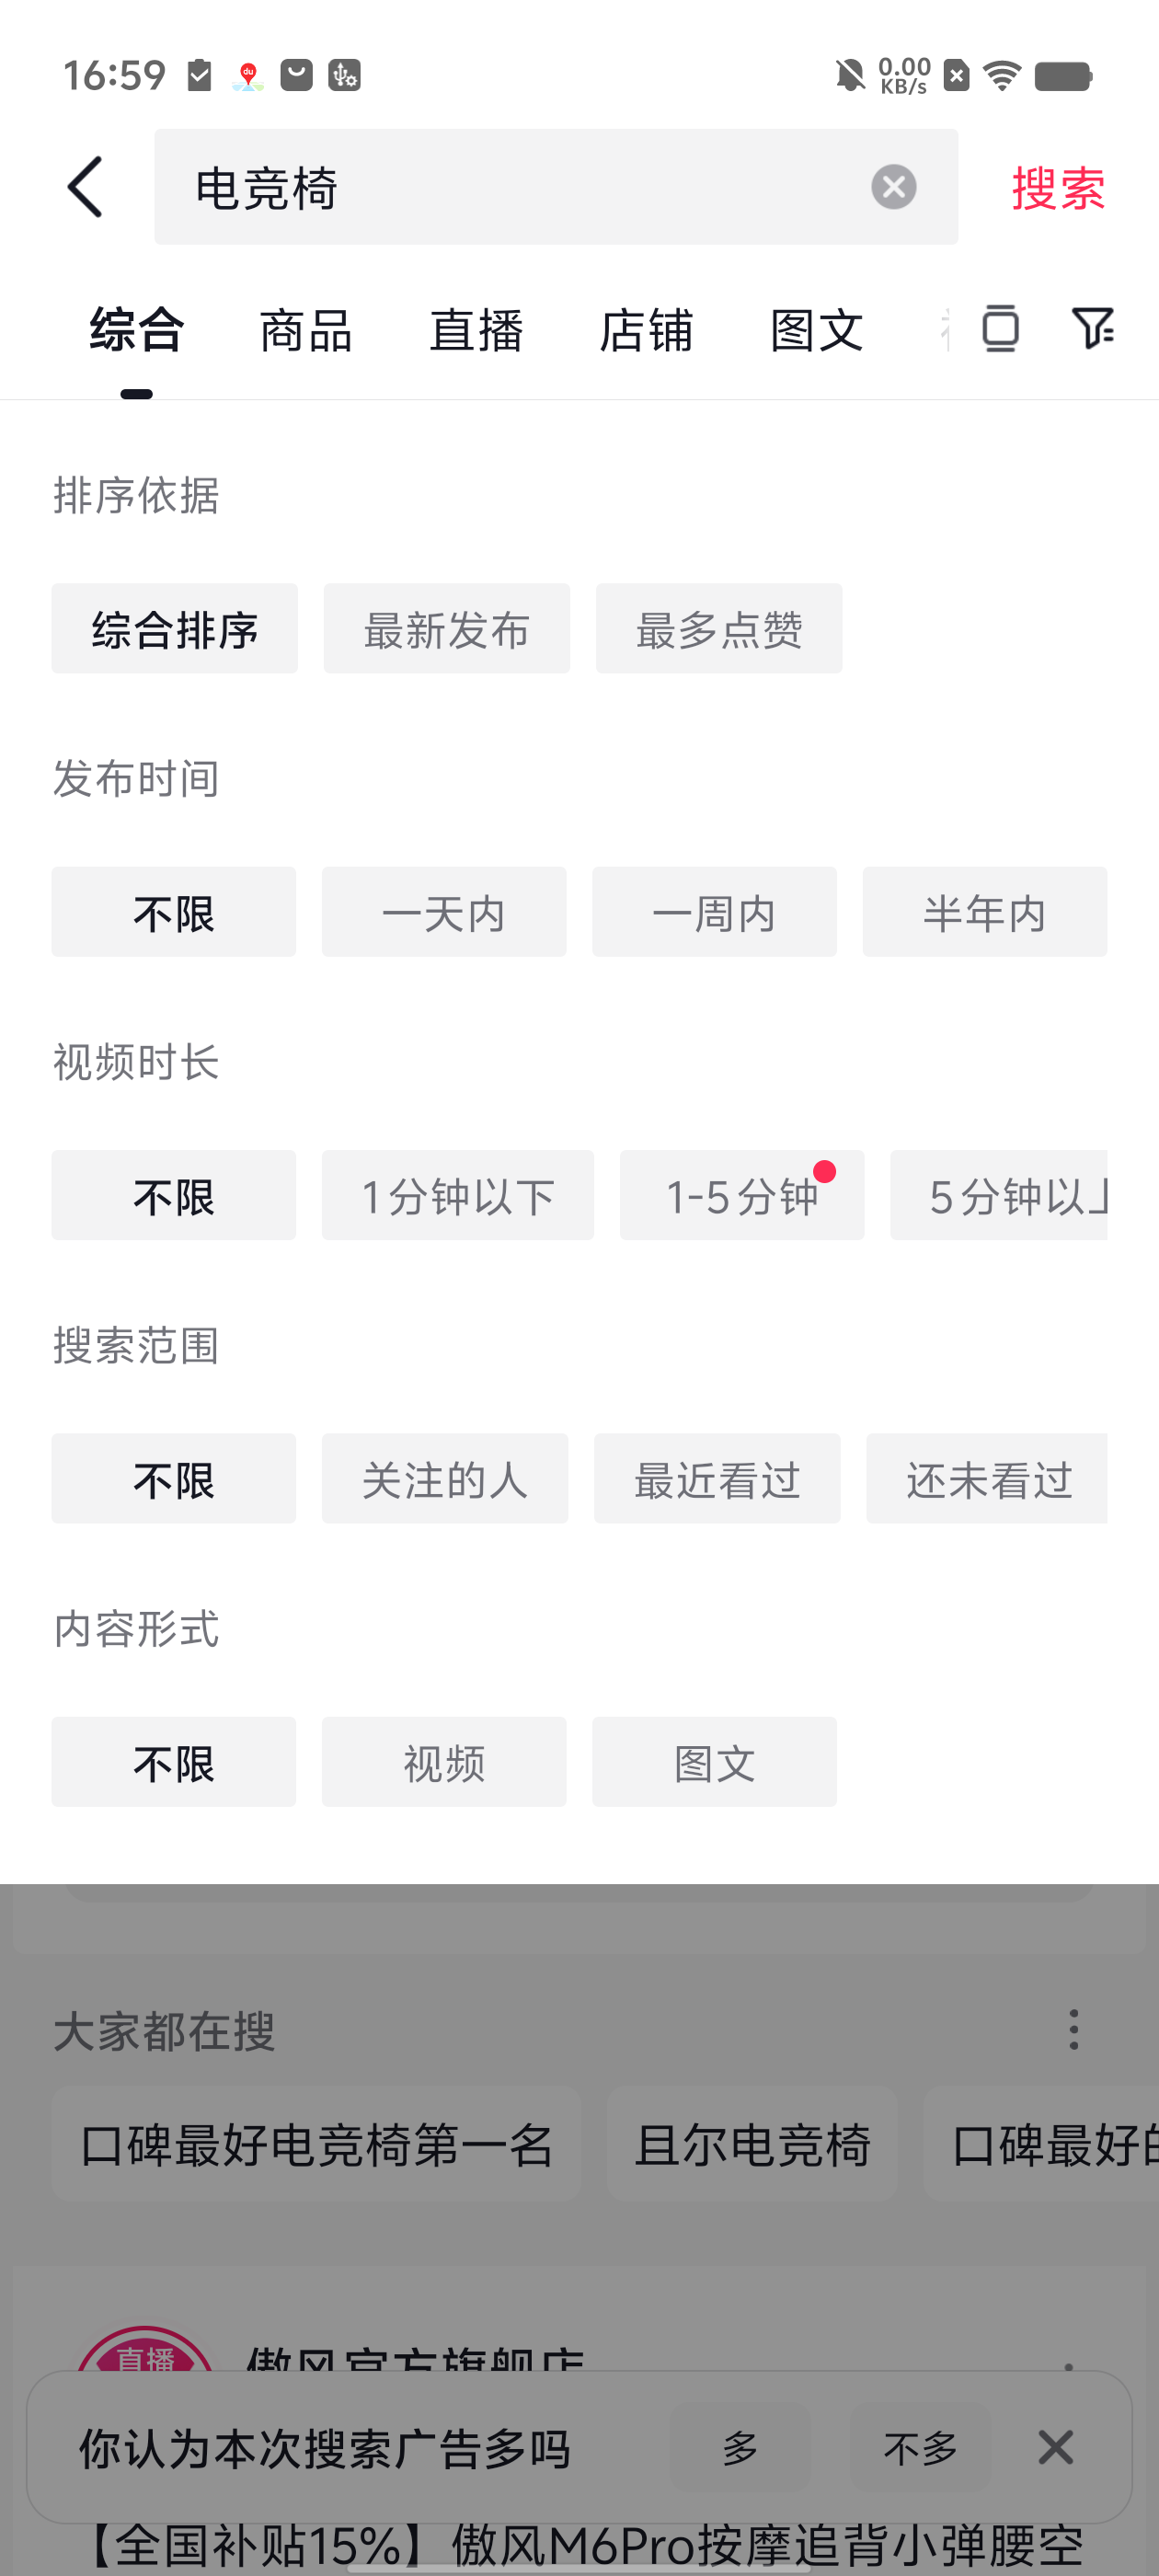 16:59
0.00
KB/s
电竞椅
搜索
综合 商品 直播 店铺 图文
排序依据
综合排序 最新发布 最多点赞
发布时间
不限 一天内 一周内 半年内
视频时长
不限 1分钟以下 1-5分钟 5分钟以上
搜索范围
不限 关注的人 最近看过 还未看过
内容形式
不限 视频 图文
大家都在搜
口碑最好电竞椅第一名 且尔电竞椅 口碑最好的
直播
傲风官方旗舰店
你认为本次搜索广告多吗 多 不多
【全国补贴15%】傲风M6Pro按摩追背小弹腰空